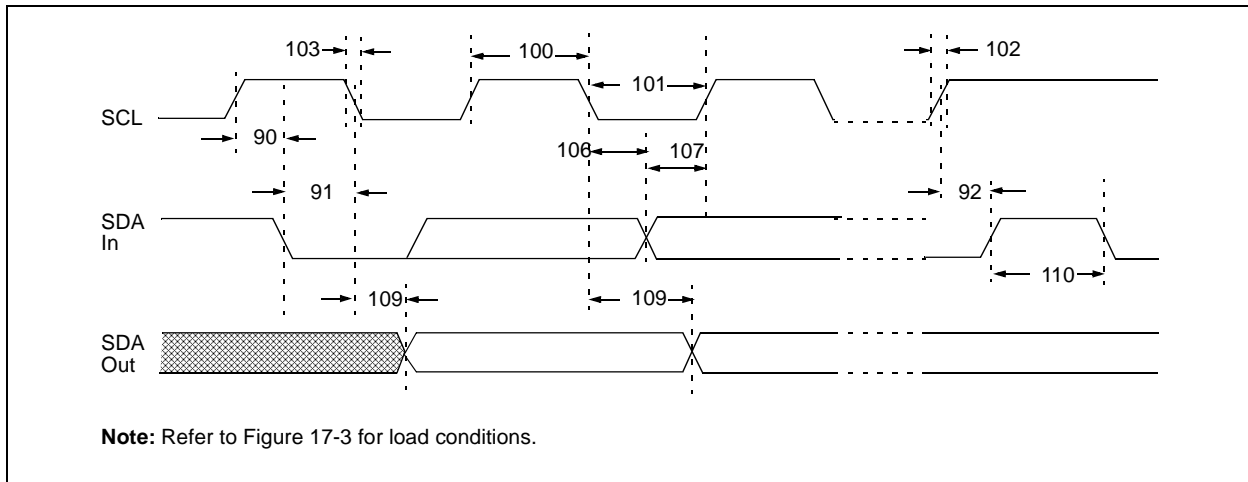 103
100
102
101
SCL
90
106
107
91
92
SDA
In
110
109
109
SDA
Out
Note: Refer to Figure 17-3 for load conditions.